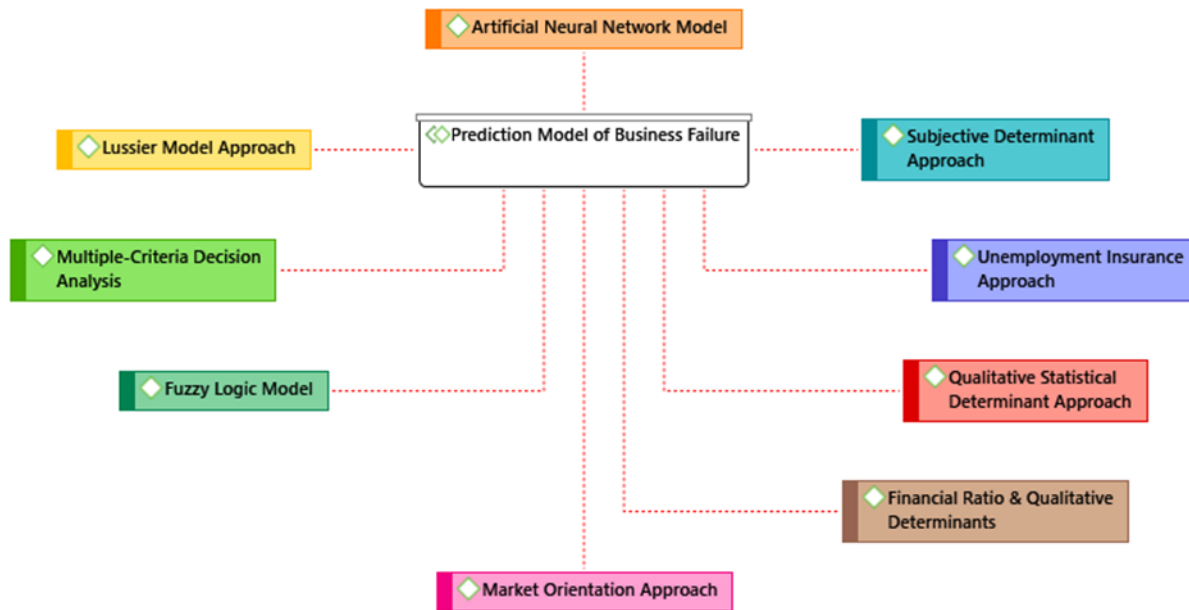 Artificial Neural Network Model
Prediction Model of Business Failure
Lussier Model Approach
Subjective Determinant
Approach
Multiple-Criteria Decision
Analysis
Unemployment Insurance
Approach
Fuzzy Logic Model
Qualitative Statistical
Determinant Approach
Financial Ratio & Qualitative
Determinants
Market Orientation Approach